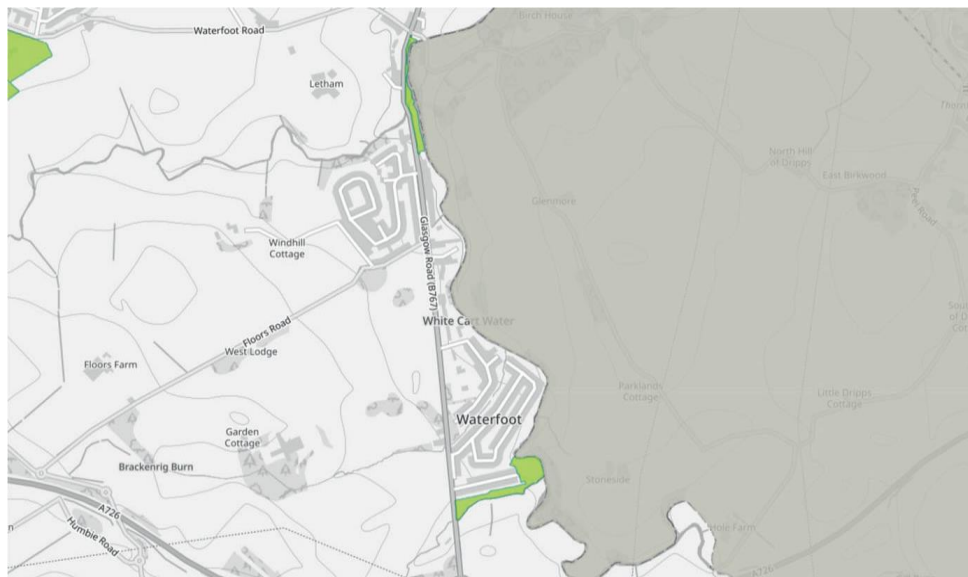 Birch House
Waterfoot Road
Letham
North Hill
of Dripps
East Birkwood
Peel Road
Glenmore
Glasgow Road (B767)
Windhill
Cottage
White Cart Water
Floors Road
West Lodge
Floors Farm
Parklands
Cottage
Little Dripps
Cottage
Waterfoot
Garden
Cottage
Brackenrig Burn
Stoneside
A726
Humbie Road
Hole Farm
A726